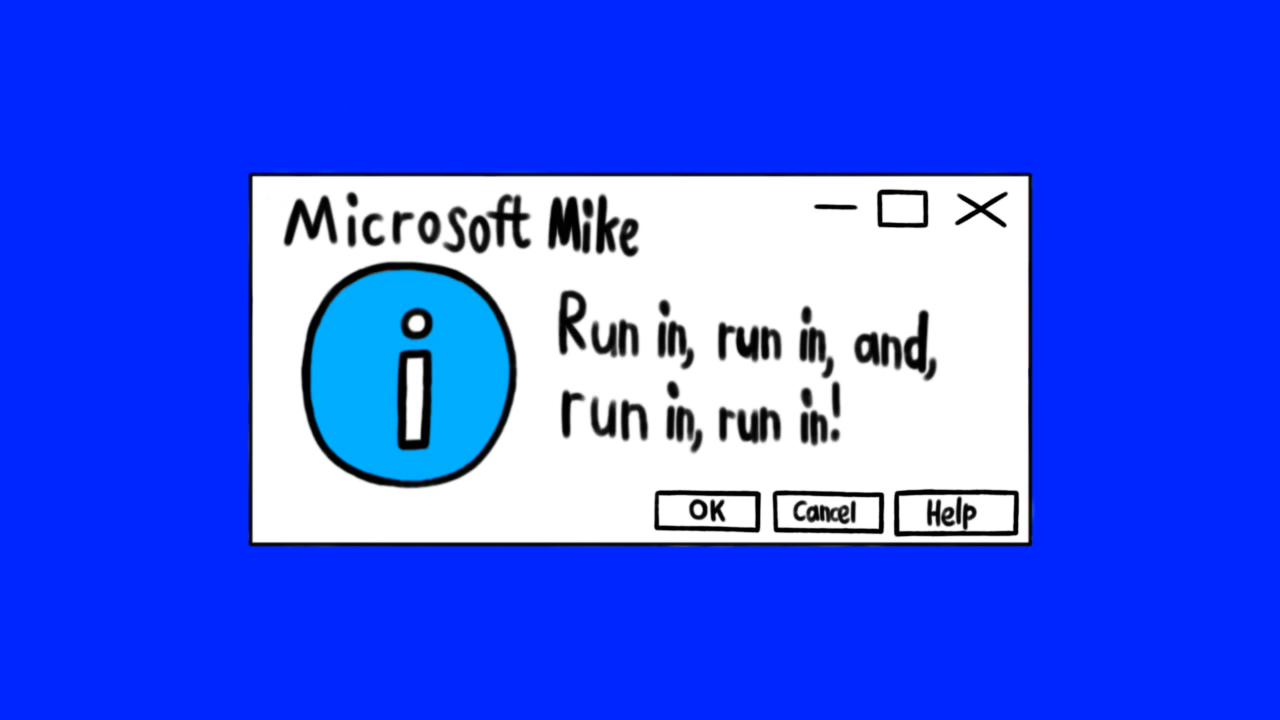 Microsoft Mike
i
Run in, run in, and,
run in, run in!
OK Cancel Help